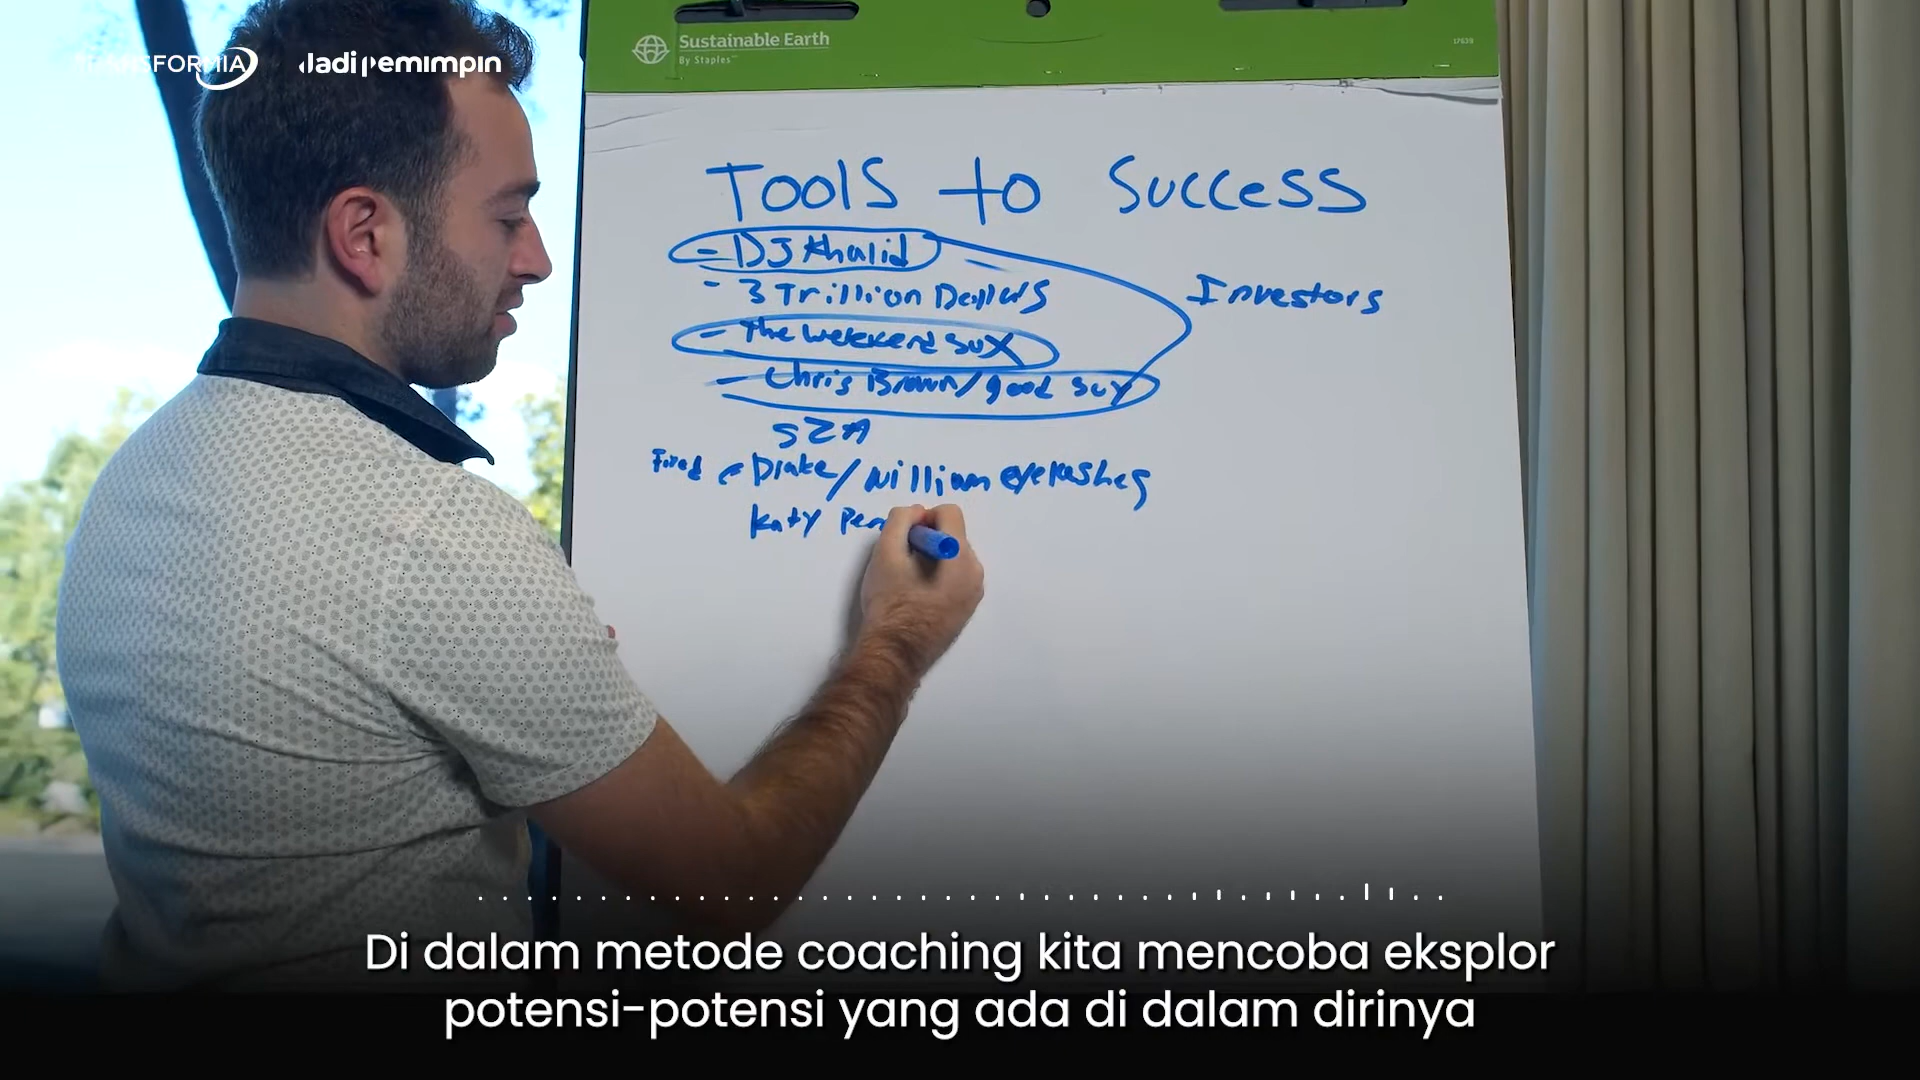 TRANSFORMIA
Jadi pemimpin
Sustainable Earth
By Staples
17639
Tools to Success
- DJ Khalid
- 3 Trillion Dollars
Investors
- The weekend sux
- Chris Brown/good guy
SZA
Fired - Drake/
eyelashes
Katy Per
Di dalam metode coaching kita mencoba eksplor
potensi-potensi yang ada di dalam dirinya